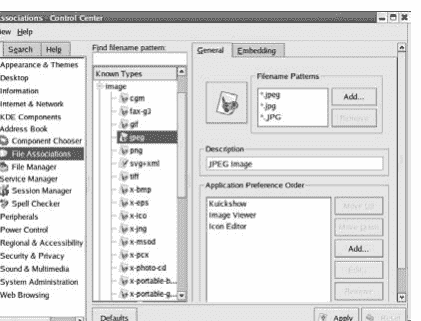 ssociations - Control Center
iew Help
Search Help
Appearance & Themes
Desktop
Information
Internet & Network
KDE Components
Address Book
Component Chooser
File Associations
File Manager
Service Manager
Session Manager
Spell Checker
Peripherals
Power Control
Regional & Accessibility
Security & Privacy
Sound & Multimedia
System Administration
Web Browsing
Find filename pattern:
Known Types
image
cgm
fax-g3
gif
jpeg
png
svg+xml
tiff
x-bmp
x-eps
x-ico
x-jng
x-msod
x-pcx
x-photo-cd
x-portable-b...
x-portable-g...
Defaults
General Embedding
Filename Patterns
*.jpeg
*.jpg
*.JPG
Add...
Remove
Description
JPEG Image
Application Preference Order
Kuickshow
Image Viewer
Icon Editor
Move Up
Move Down
Add...
Edit...
Remove
Apply Reset